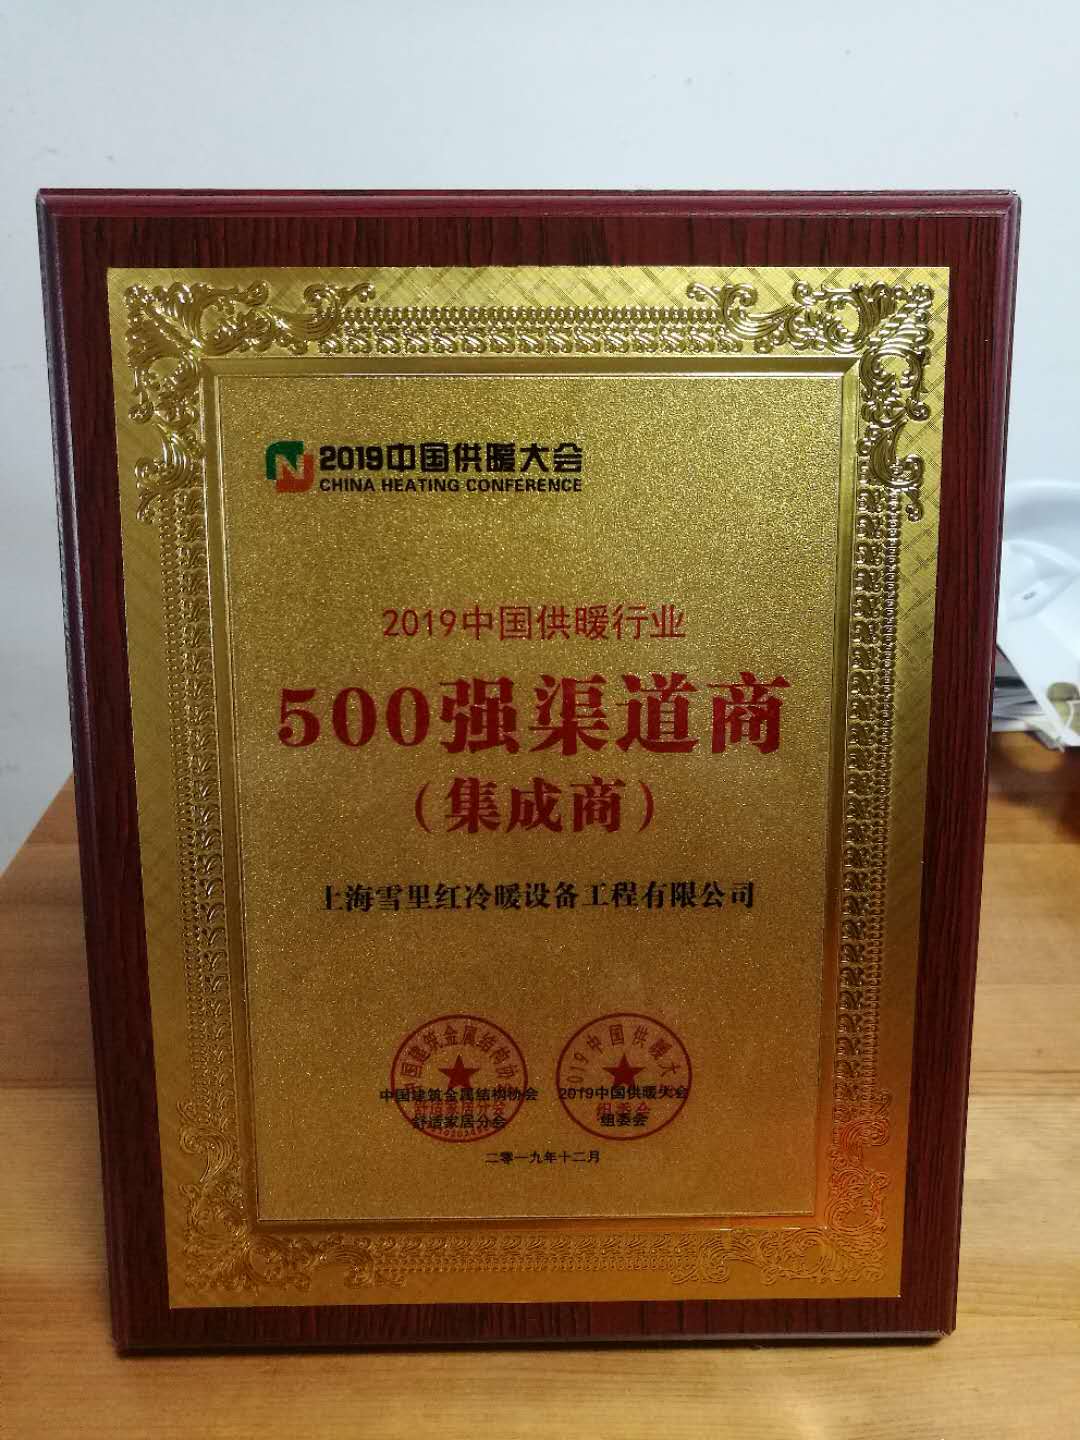 2019中国供暖大会
CHINA HEATING CONFERENCE
2019中国供暖行业
500强渠道商
(集成商)
上海雪里红冷暖设备工程有限公司
中国建筑金属结构协会
舒适家居分会
2019中国供暖大会
组委会
二零一九年十二月